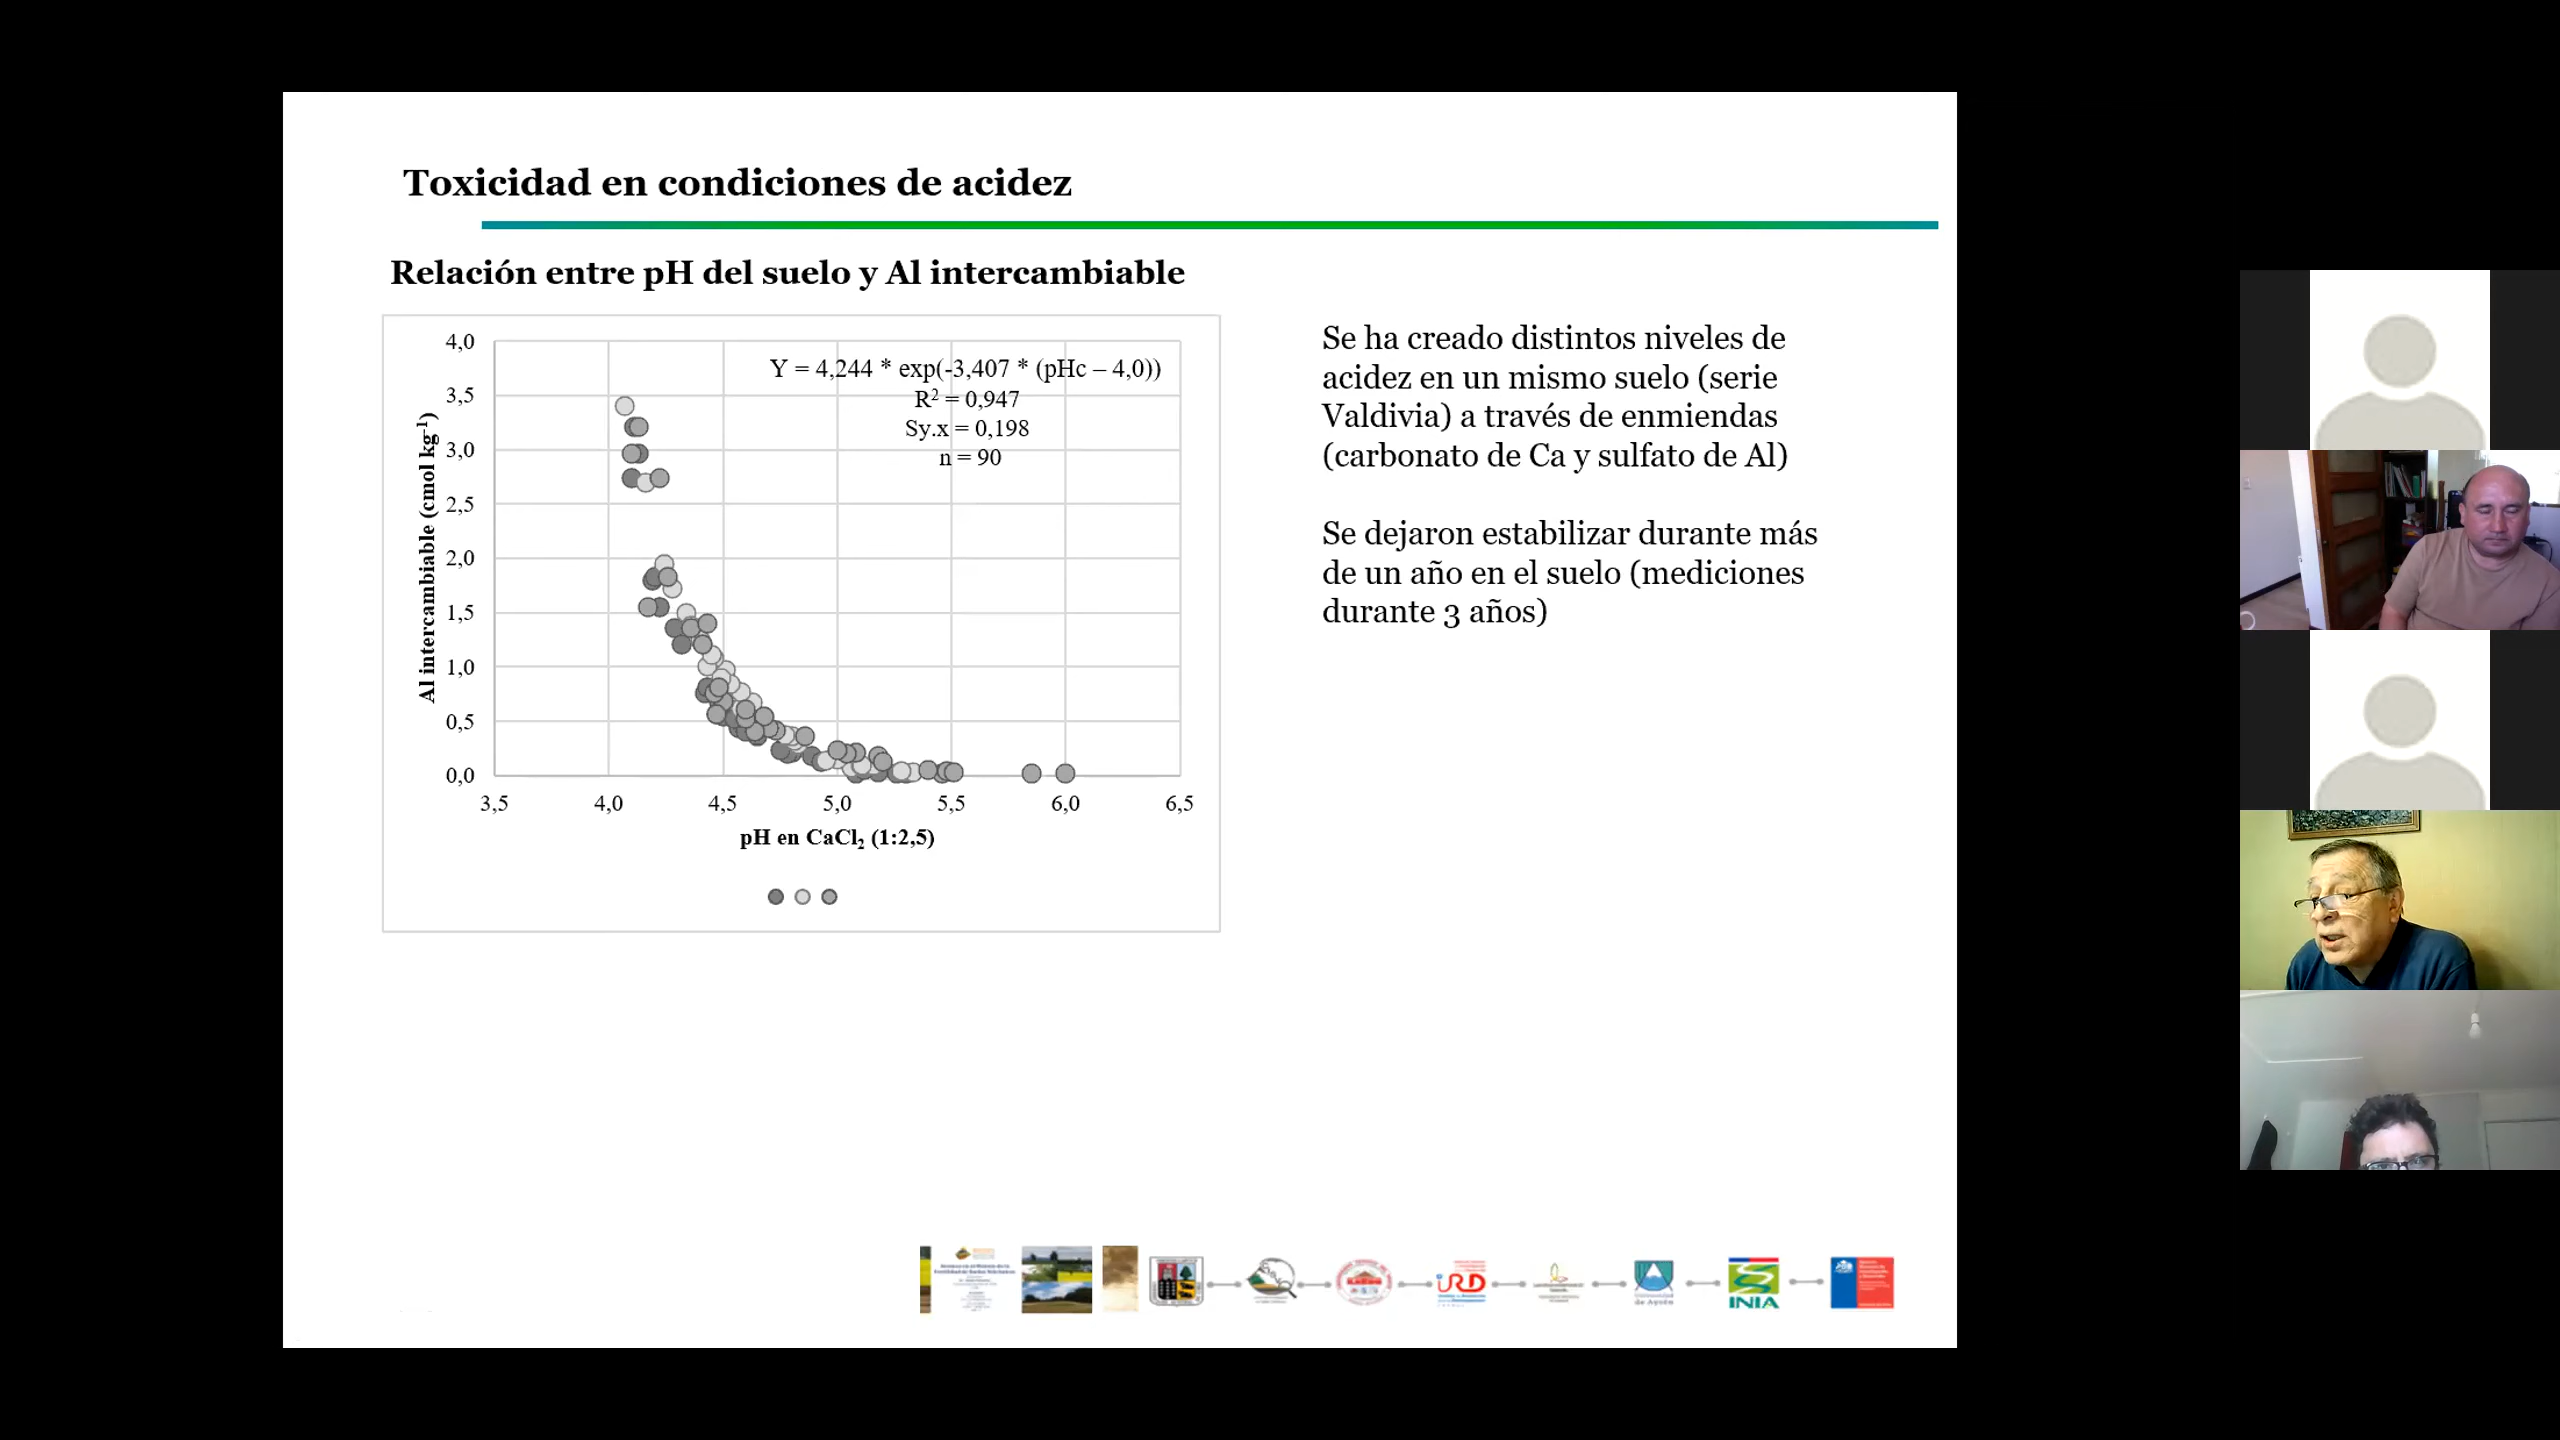 Toxicidad en condiciones de acidez
Relación entre pH del suelo y Al intercambiable
4,0
3,5
3,0
2,5
2,0
1,5
1,0
0,5
0,0
Al intercambiable (cmol kg⁻¹)
Y = 4,244 * exp(-3,407 * (pHc – 4,0))
R² = 0,947
Sy.x = 0,198
n = 90
3,5 4,0 4,5 5,0 5,5 6,0 6,5
pH en CaCl₂ (1:2,5)
Se ha creado distintos niveles de
acidez en un mismo suelo (serie
Valdivia) a través de enmiendas
(carbonato de Ca y sulfato de Al)
Se dejaron estabilizar durante más
de un año en el suelo (mediciones
durante 3 años)
iRD
Universidad
de Aysén
INIA